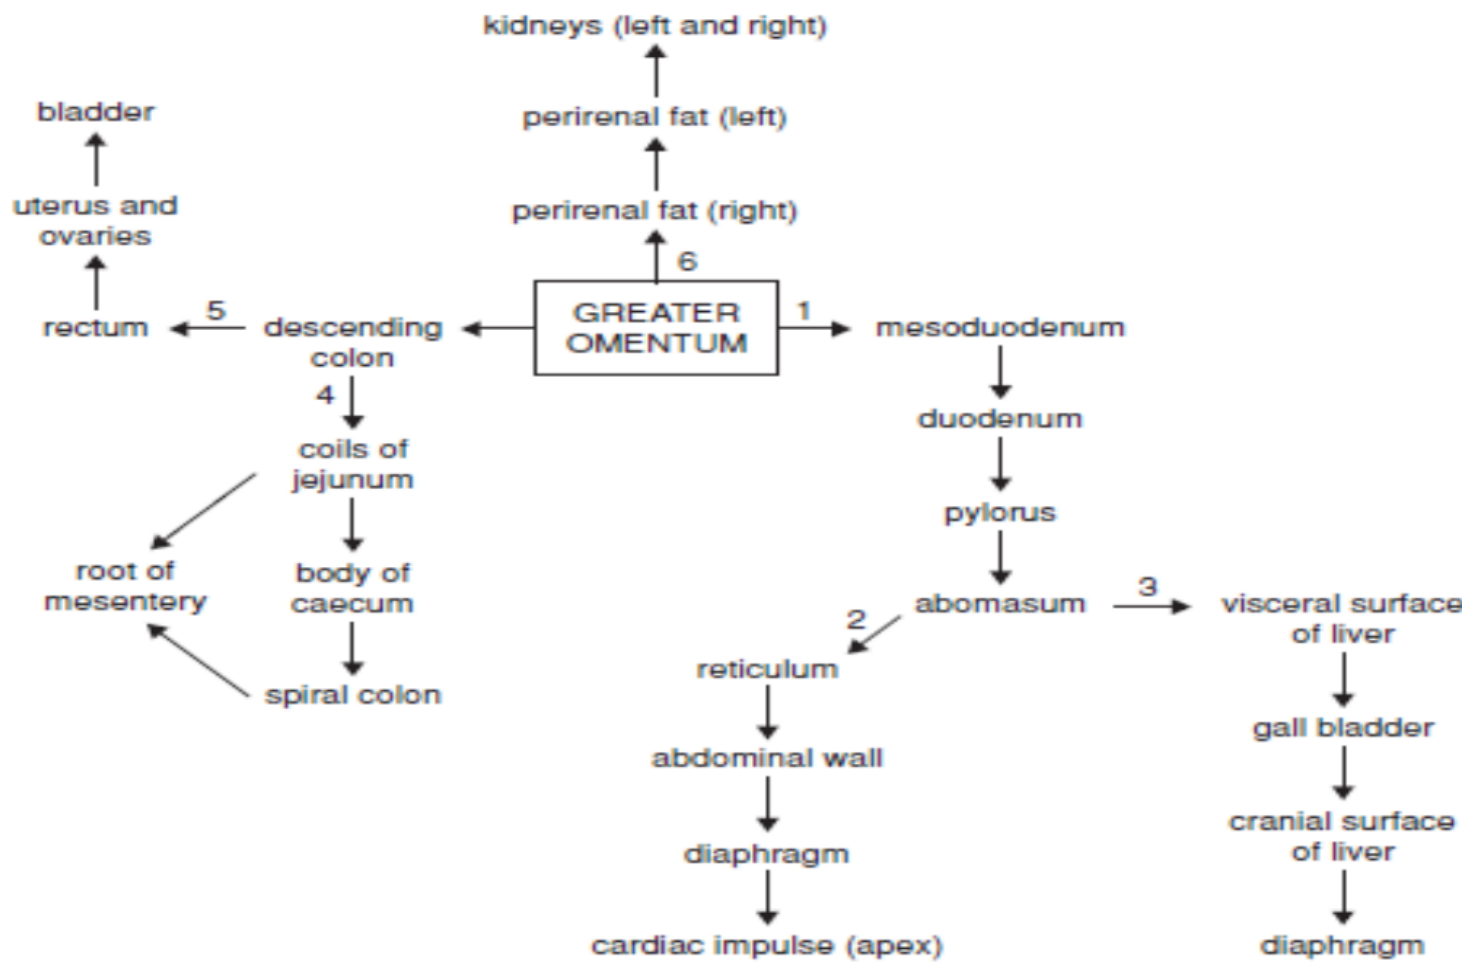 kidneys (left and right)
bladder
perirenal fat (left)
uterus and
ovaries
perirenal fat (right)
6
rectum
5
descending
colon
GREATER
OMENTUM
1
mesoduodenum
4
duodenum
coils of
jejunum
pylorus
root of
mesentery
body of
caecum
abomasum
3
visceral surface
of liver
2
reticulum
spiral colon
gall bladder
abdominal wall
cranial surface
of liver
diaphragm
cardiac impulse (apex)
diaphragm